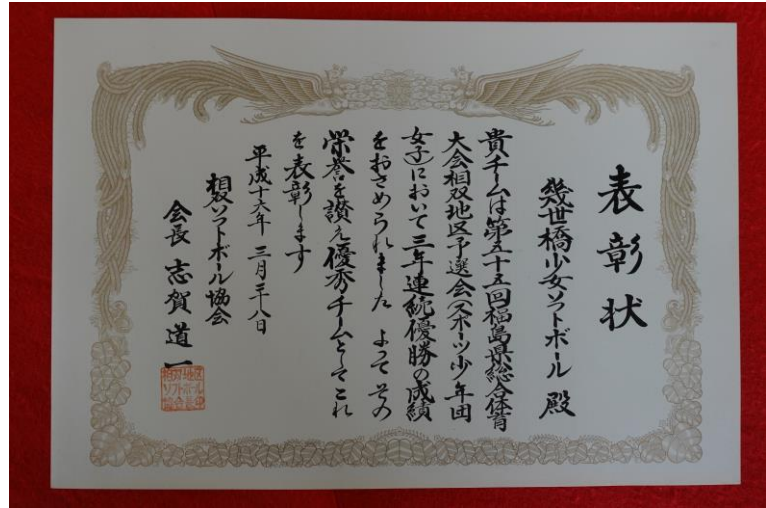 表彰状
幾世橋少女ソフトボール 殿
貴チームは第五十五回福島県総合体育
大会相双地区予選会(スポーツ少年団
女子)において三年連続優勝の成績
をおさめられました よってその
栄誉を讃え優秀チームとしてこれ
を表彰します
平成十六年 三月二十八日
相双ソフトボール協会
会長 志賀道一